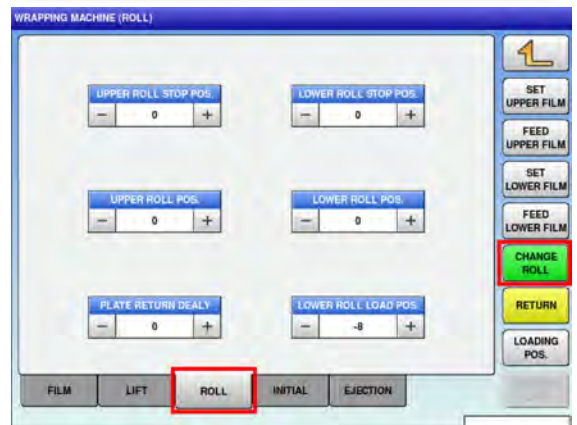 WRAPPING MACHINE (ROLL)
UPPER ROLL STOP POS.
- 0 +
LOWER ROLL STOP POS.
- 0 +
UPPER ROLL POS.
- 0 +
LOWER ROLL POS.
- 0 +
PLATE RETURN DEALY
- 0 +
LOWER ROLL LOAD POS.
- -8 +
SET
UPPER FILM
FEED
UPPER FILM
SET
LOWER FILM
FEED
LOWER FILM
CHANGE
ROLL
RETURN
LOADING
POS.
FILM
LIFT
ROLL
INITIAL
EJECTION